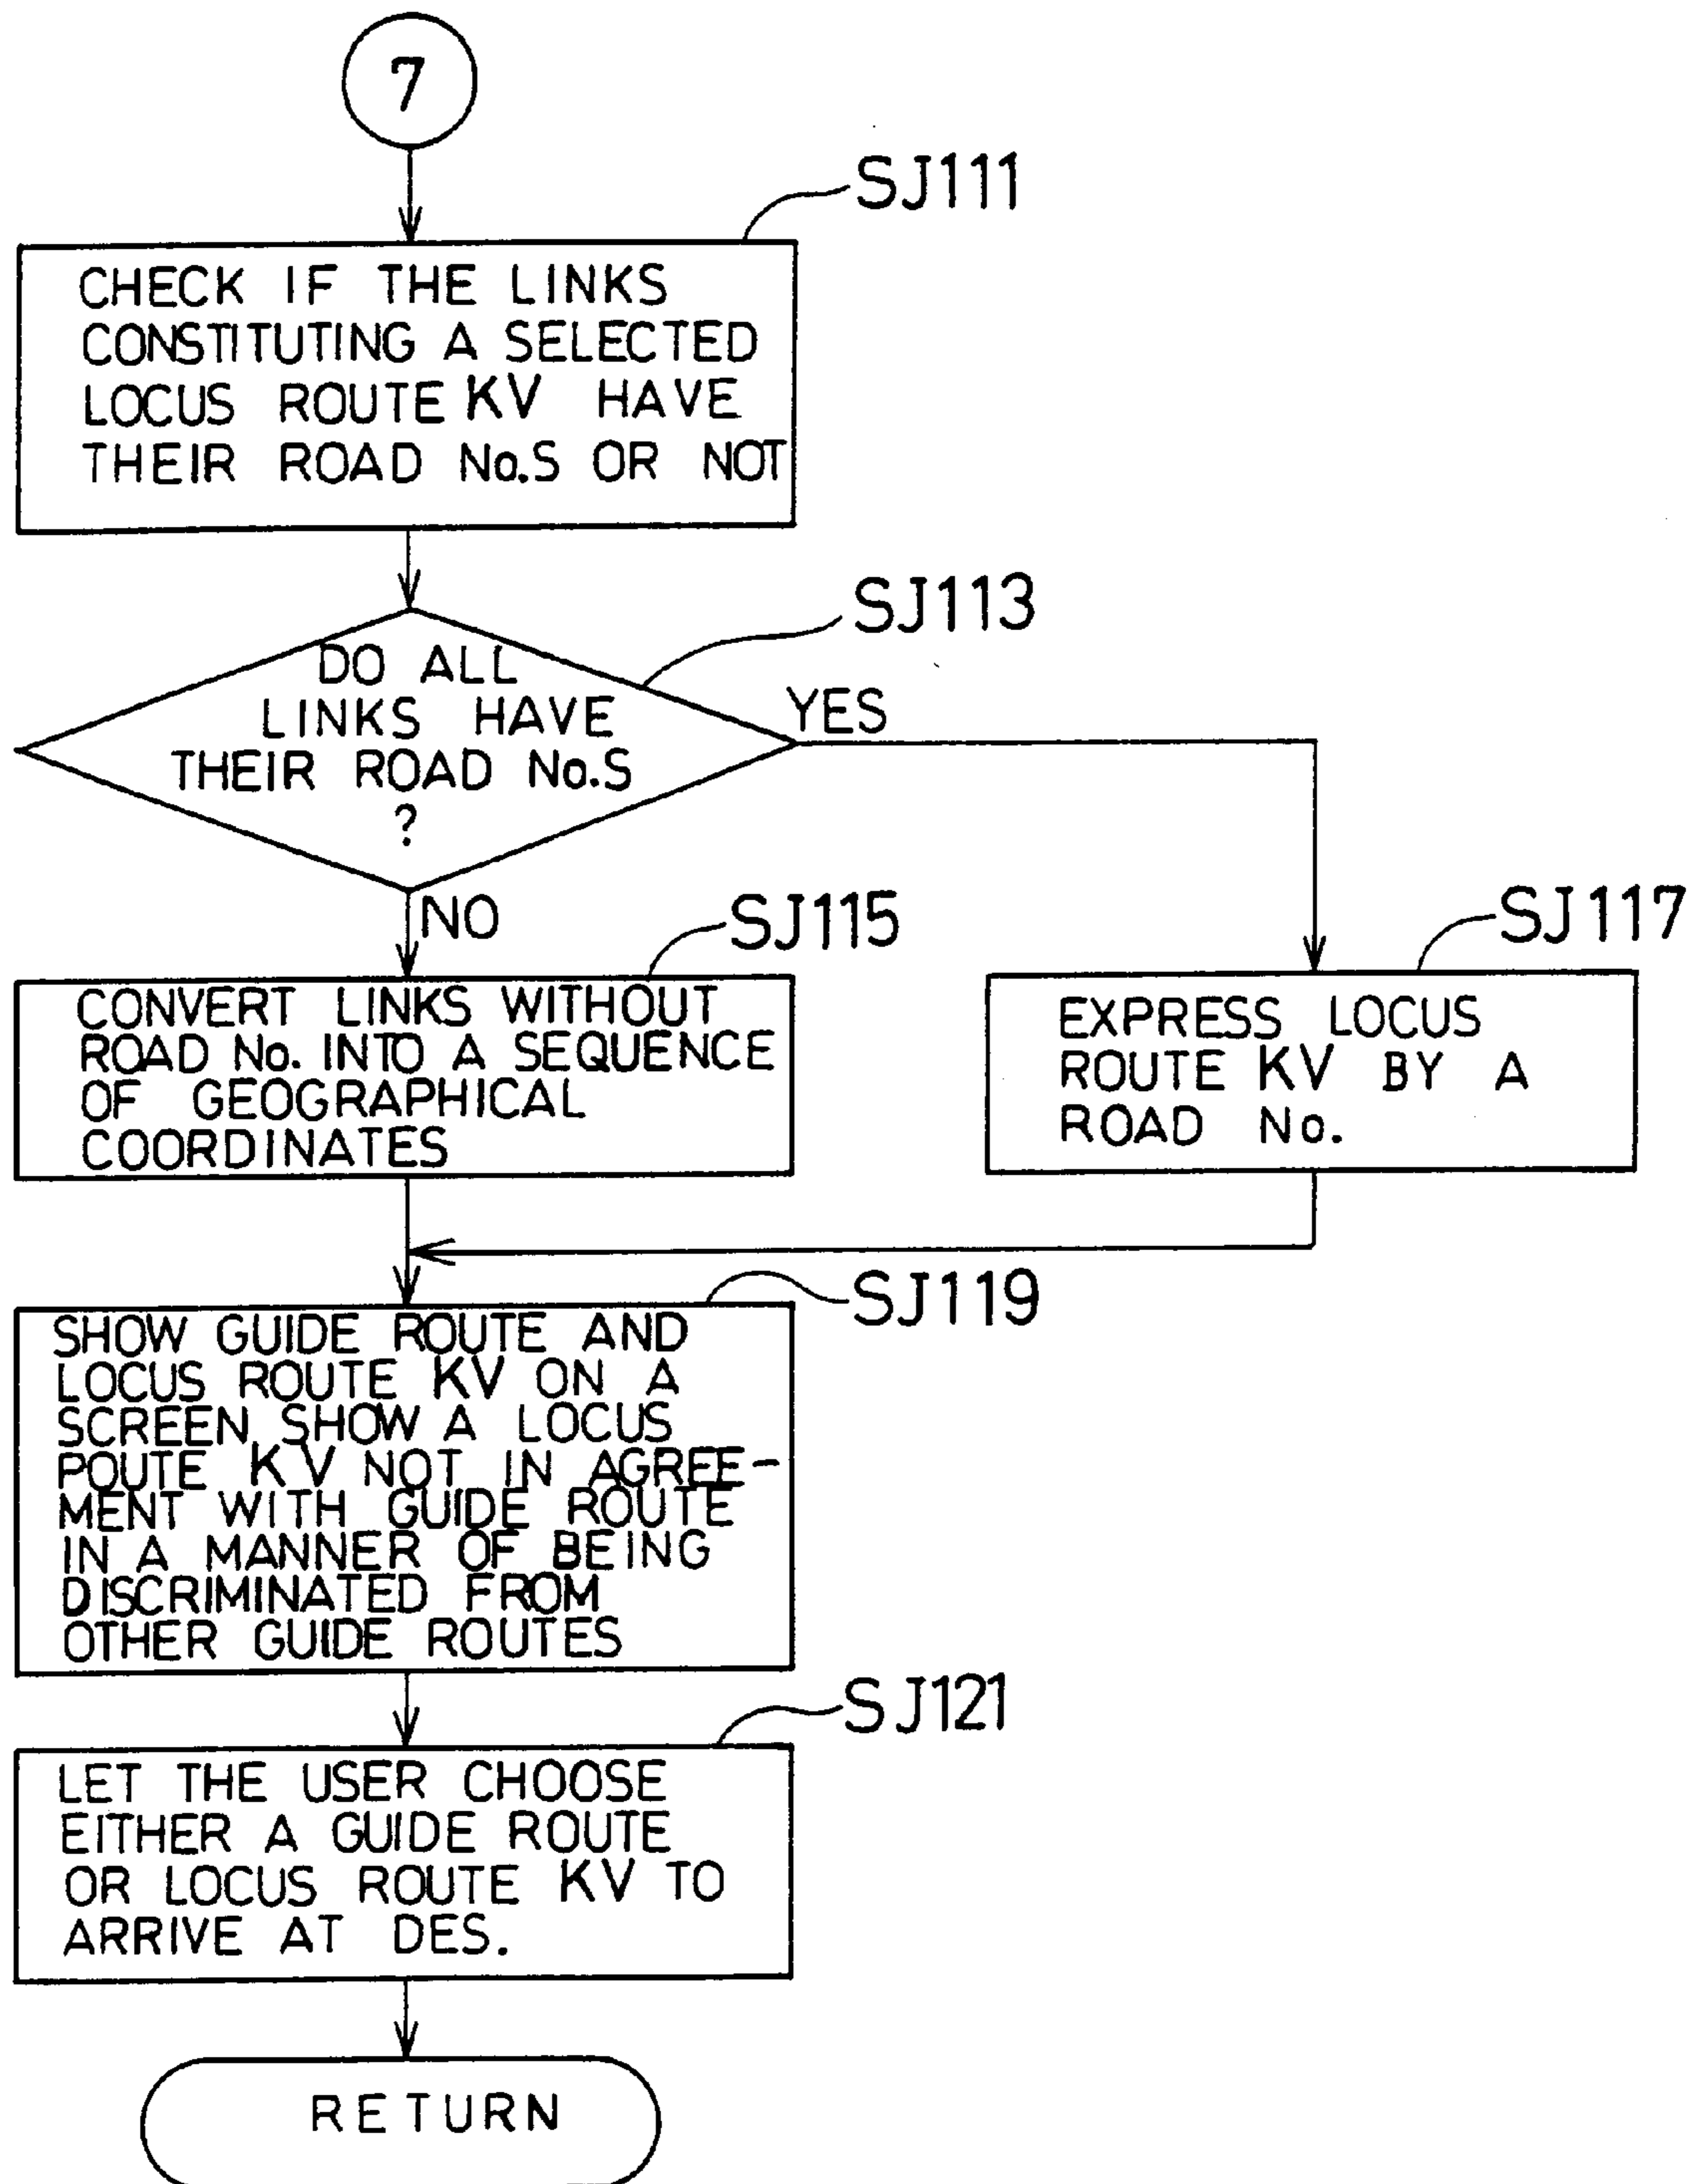 7
SJ111
CHECK IF THE LINKS
CONSTITUTING A SELECTED
LOCUS ROUTE KV HAVE
THEIR ROAD No.S OR NOT
SJ113
DO ALL
LINKS HAVE
THEIR ROAD No.S
?
YES
NO
SJ115
CONVERT LINKS WITHOUT
ROAD No. INTO A SEQUENCE
OF GEOGRAPHICAL
COORDINATES
SJ117
EXPRESS LOCUS
ROUTE KV BY A
ROAD No.
SJ119
SHOW GUIDE ROUTE AND
LOCUS ROUTE KV ON A
SCREEN SHOW A LOCUS
POUTE KV NOT IN AGREE-
MENT WITH GUIDE ROUTE
IN A MANNER OF BEING
DISCRIMINATED FROM
OTHER GUIDE ROUTES
SJ121
LET THE USER CHOOSE
EITHER A GUIDE ROUTE
OR LOCUS ROUTE KV TO
ARRIVE AT DES.
RETURN